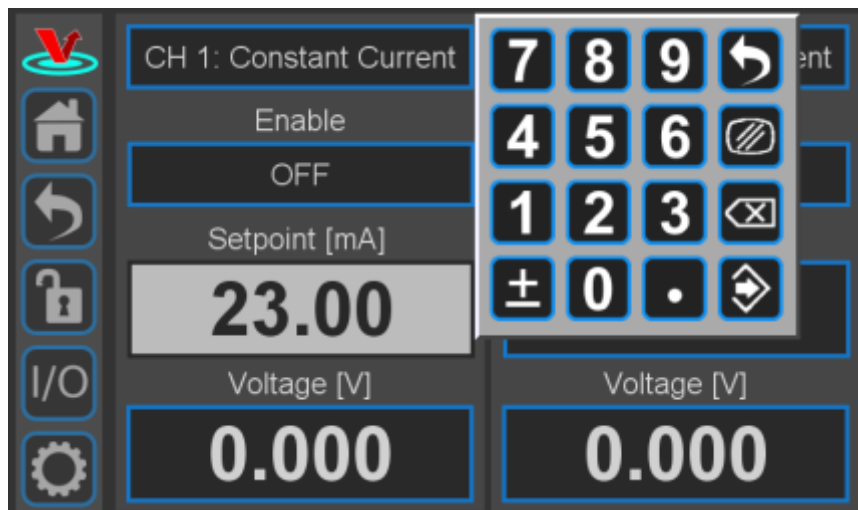 CH 1: Constant Current
ent
Enable
OFF
Setpoint [mA]
23.00
Voltage [V]
0.000
Voltage [V]
0.000
I/O
7 8 9
4 5 6
1 2 3
± 0 .